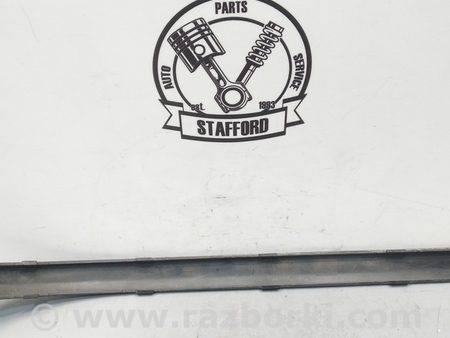 PARTS
AUTO
SERVICE
est.
1993
STAFFORD
© www.razborki.com